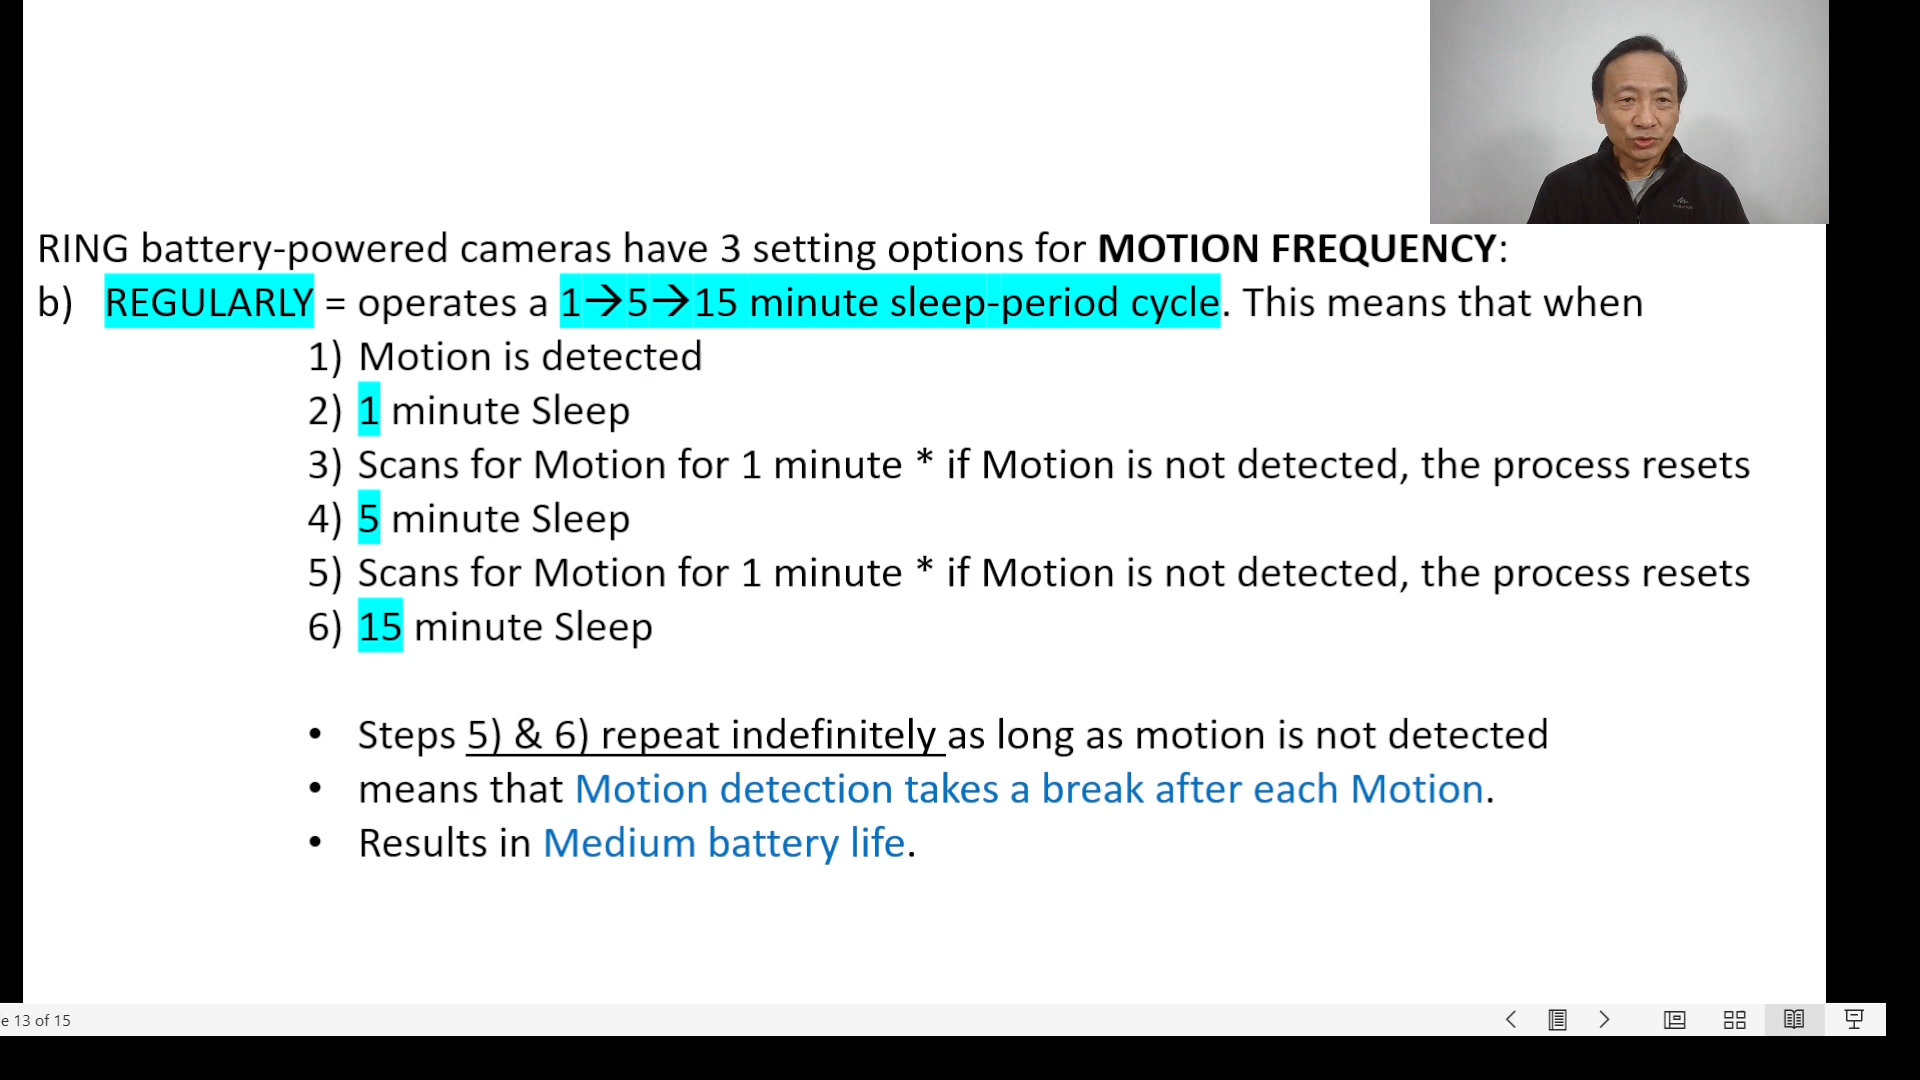 RING battery-powered cameras have 3 setting options for MOTION FREQUENCY:
b) REGULARLY = operates a 1→5→15 minute sleep-period cycle. This means that when
1) Motion is detected
2) 1 minute Sleep
3) Scans for Motion for 1 minute * if Motion is not detected, the process resets
4) 5 minute Sleep
5) Scans for Motion for 1 minute * if Motion is not detected, the process resets
6) 15 minute Sleep
• Steps 5) & 6) repeat indefinitely as long as motion is not detected
• means that Motion detection takes a break after each Motion.
• Results in Medium battery life.
e 13 of 15